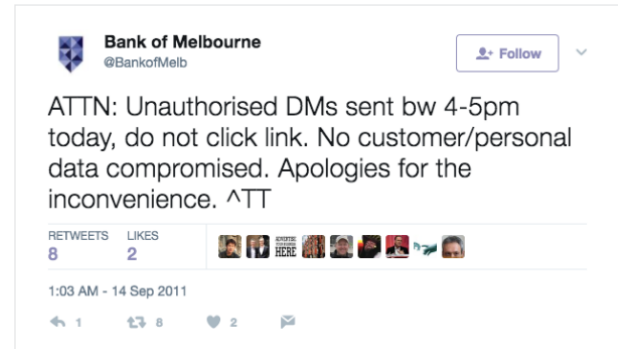 Bank of Melbourne
@BankofMelb
Follow
ATTN: Unauthorised DMs sent bw 4-5pm
today, do not click link. No customer/personal
data compromised. Apologies for the
inconvenience. ^TT
RETWEETS LIKES
8 2
ADVERTISE
HERE
1:03 AM - 14 Sep 2011
1 8 2